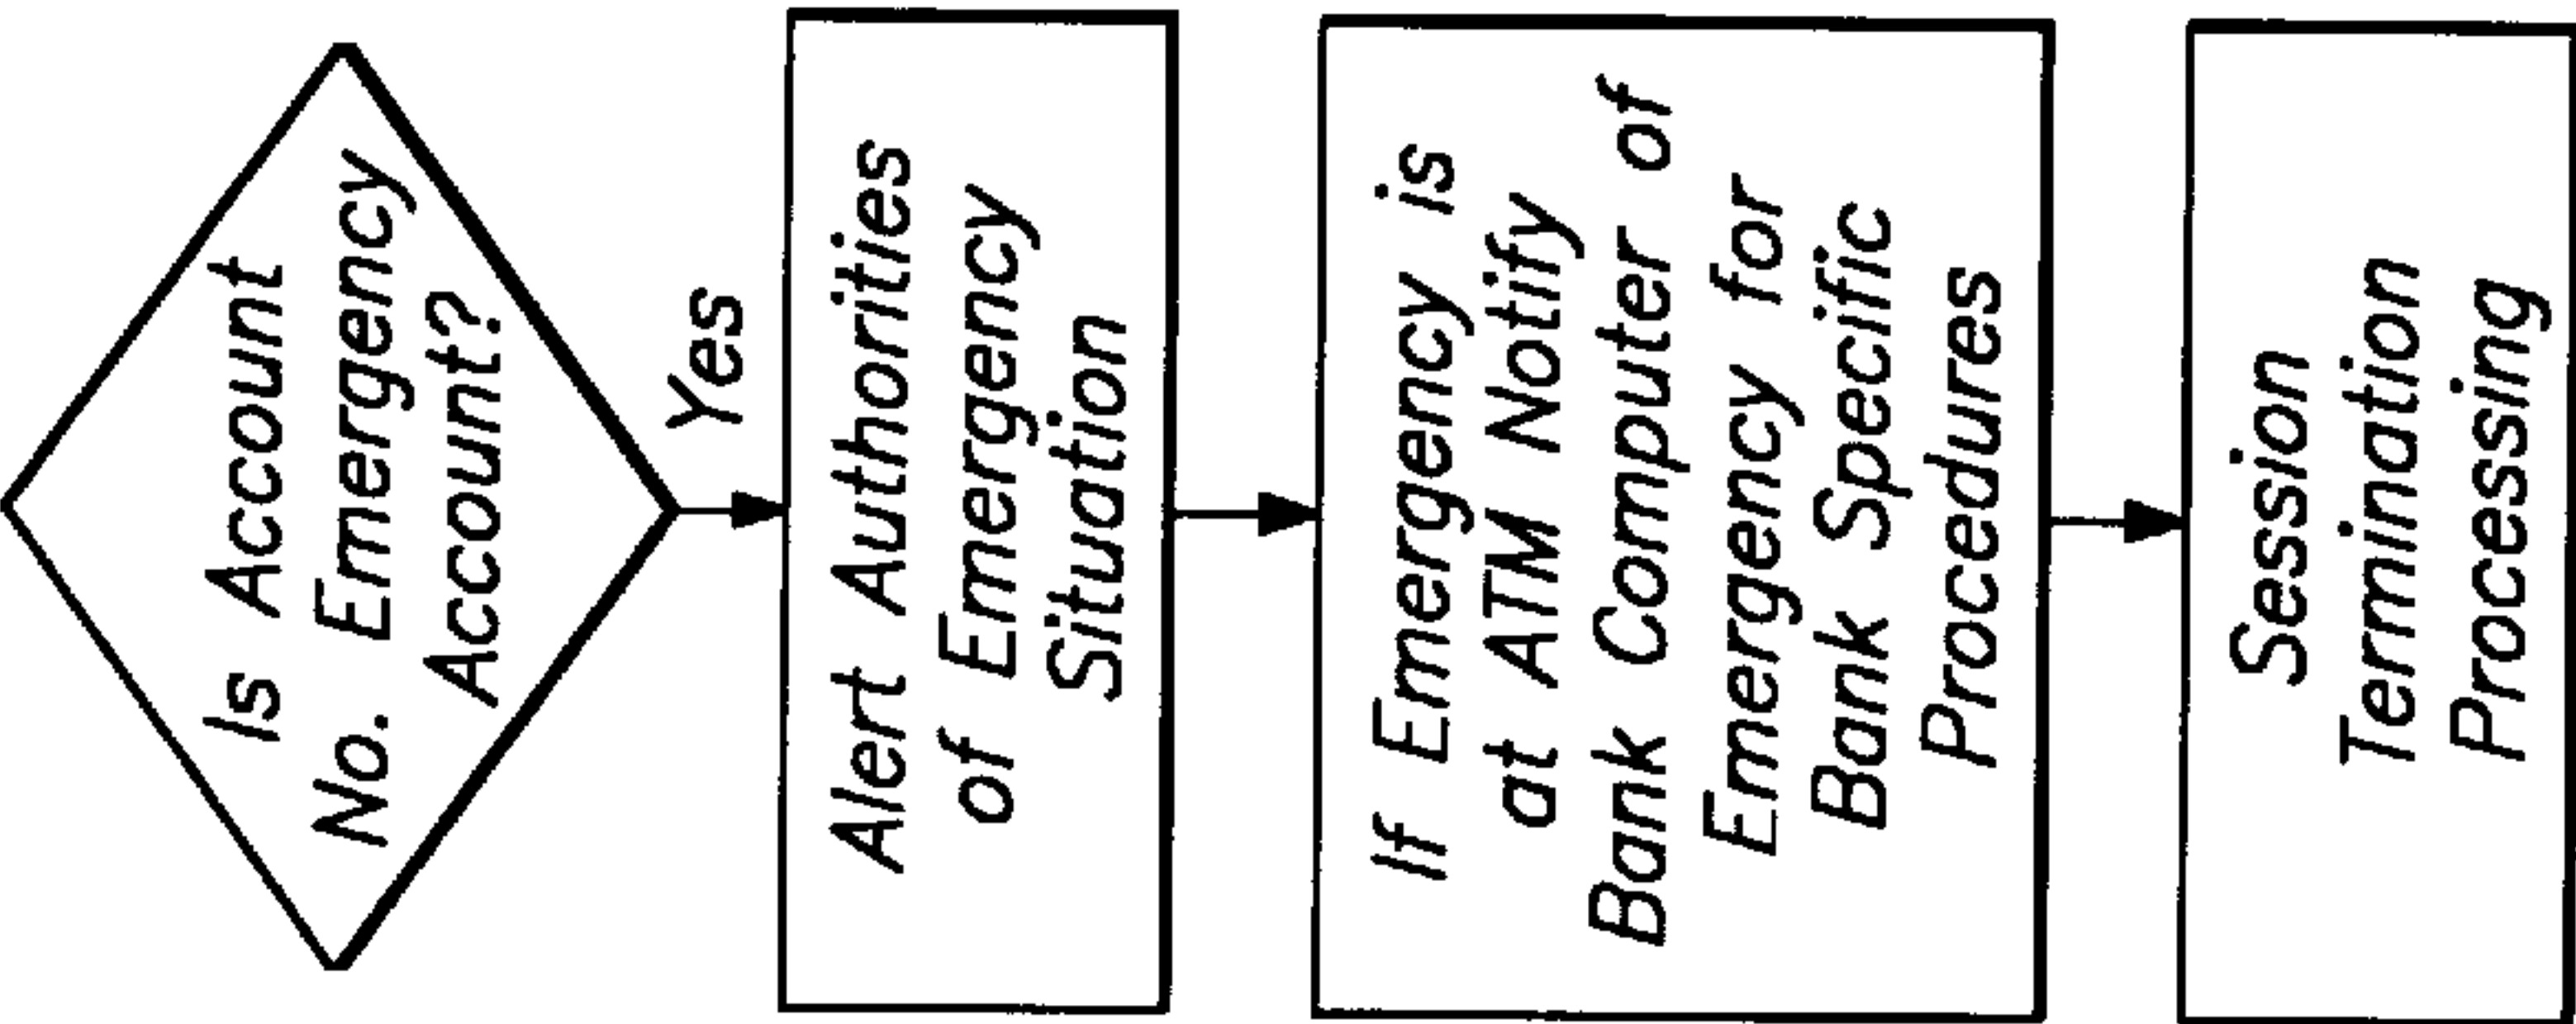 Is Account
No. Emergency
Account?
Yes
Alert Authorities
of Emergency
Situation
If Emergency is
at ATM Notify
Bank Computer of
Emergency for
Bank Specific
Procedures
Session
Termination
Processing